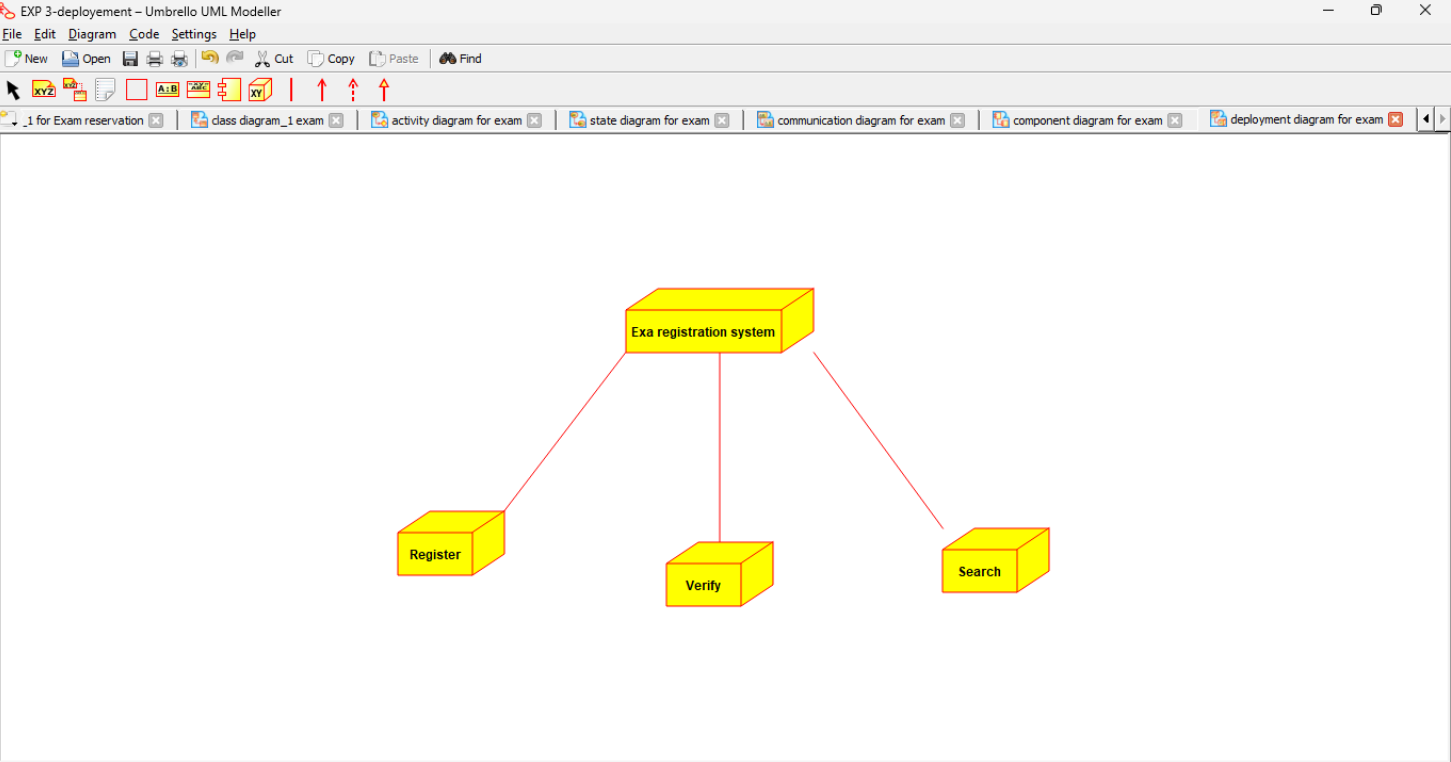 EXP 3-deployement – Umbrello UML Modeller
File Edit Diagram Code Settings Help
New Open Cut Copy Paste Find
XYZ XYZ A:B ABC XY
_1 for Exam reservation class diagram_1 exam activity diagram for exam state diagram for exam communication diagram for exam component diagram for exam deployment diagram for exam
Exa registration system
Register
Verify
Search